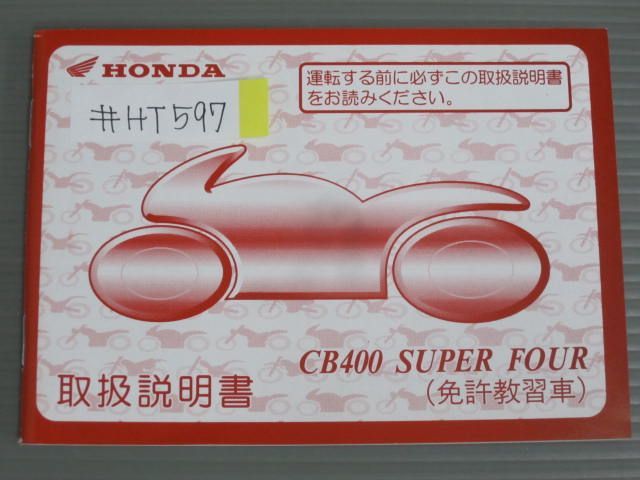 HONDA
運転する前に必ずこの取扱説明書
をお読みください。
#HT597
CB400 SUPER FOUR
取扱説明書
(免許教習車)